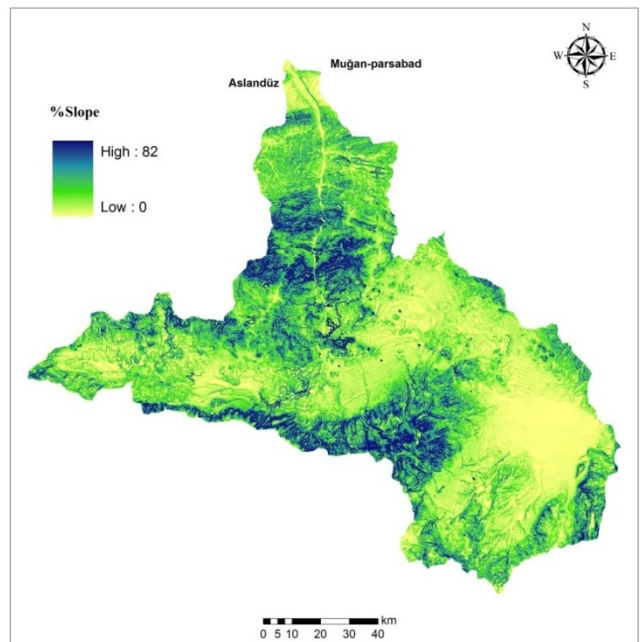 N
W E
S
Muğan-parsabad
Aslandüz
%Slope
High : 82
Low : 0
km
0 5 10 20 30 40